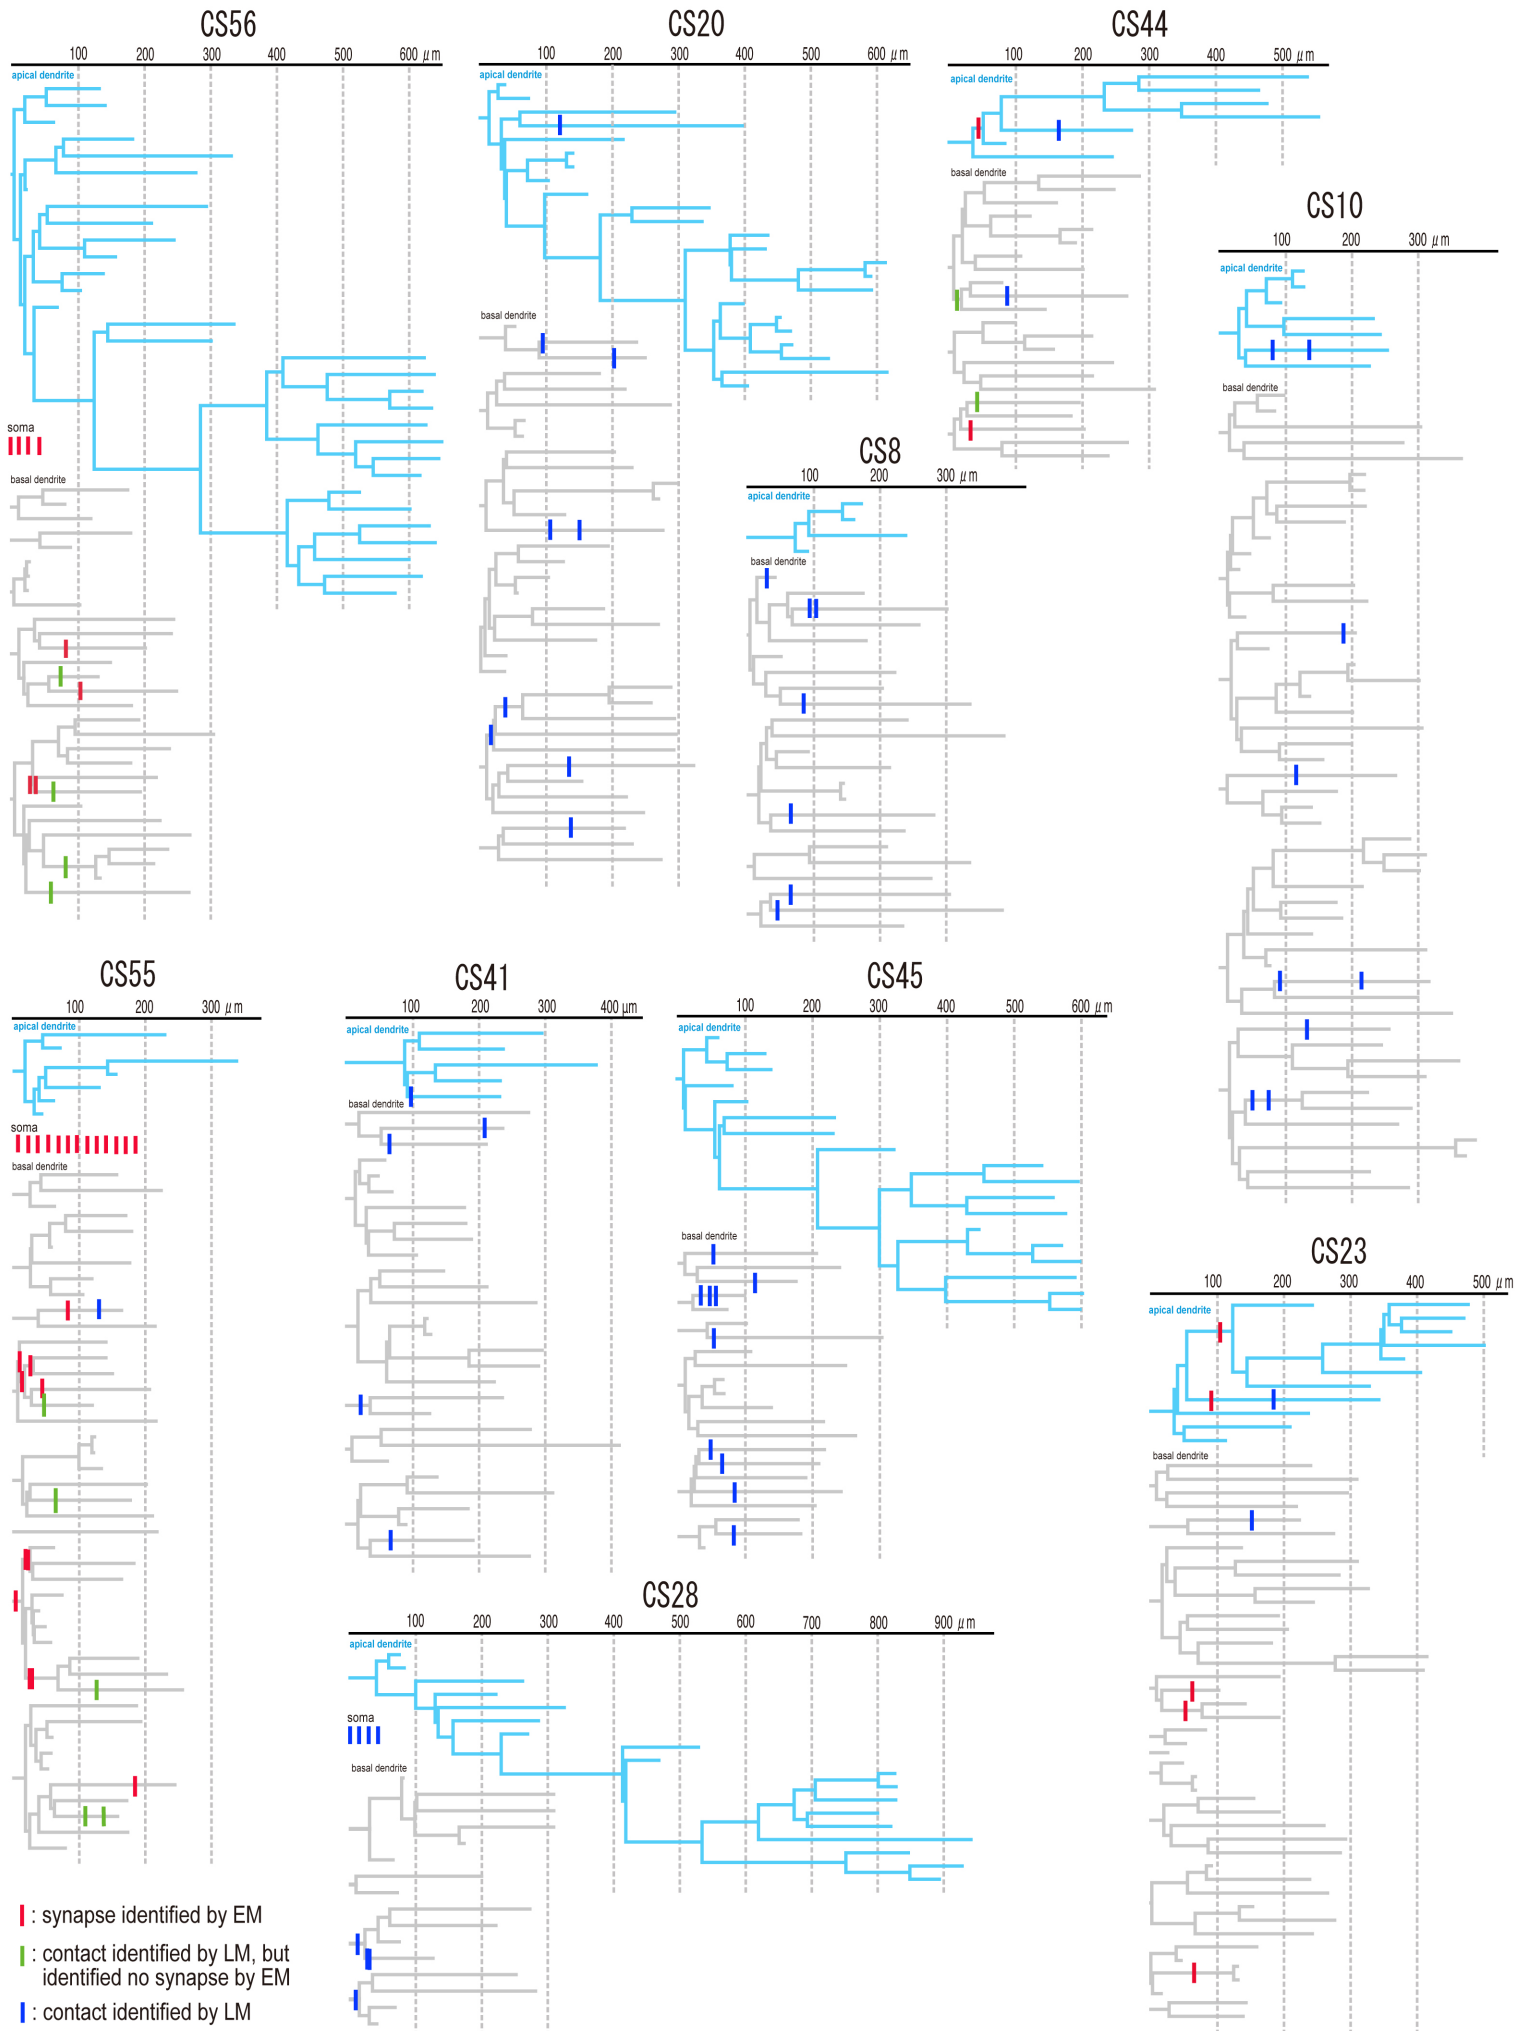 CS56
100 200 300 400 500 600 μm
apical dendrite
soma
basal dendrite
CS20
100 200 300 400 500 600 μm
apical dendrite
basal dendrite
CS44
100 200 300 400 500 μm
apical dendrite
basal dendrite
CS10
100 200 300 μm
apical dendrite
basal dendrite
CS8
100 200 300 μm
apical dendrite
basal dendrite
CS55
100 200 300 μm
apical dendrite
soma
basal dendrite
CS41
100 200 300 400 μm
apical dendrite
basal dendrite
CS45
100 200 300 400 500 600 μm
apical dendrite
basal dendrite
CS23
100 200 300 400 500 μm
apical dendrite
basal dendrite
CS28
100 200 300 400 500 600 700 800 900 μm
apical dendrite
soma
basal dendrite
: synapse identified by EM
: contact identified by LM, but
identified no synapse by EM
: contact identified by LM